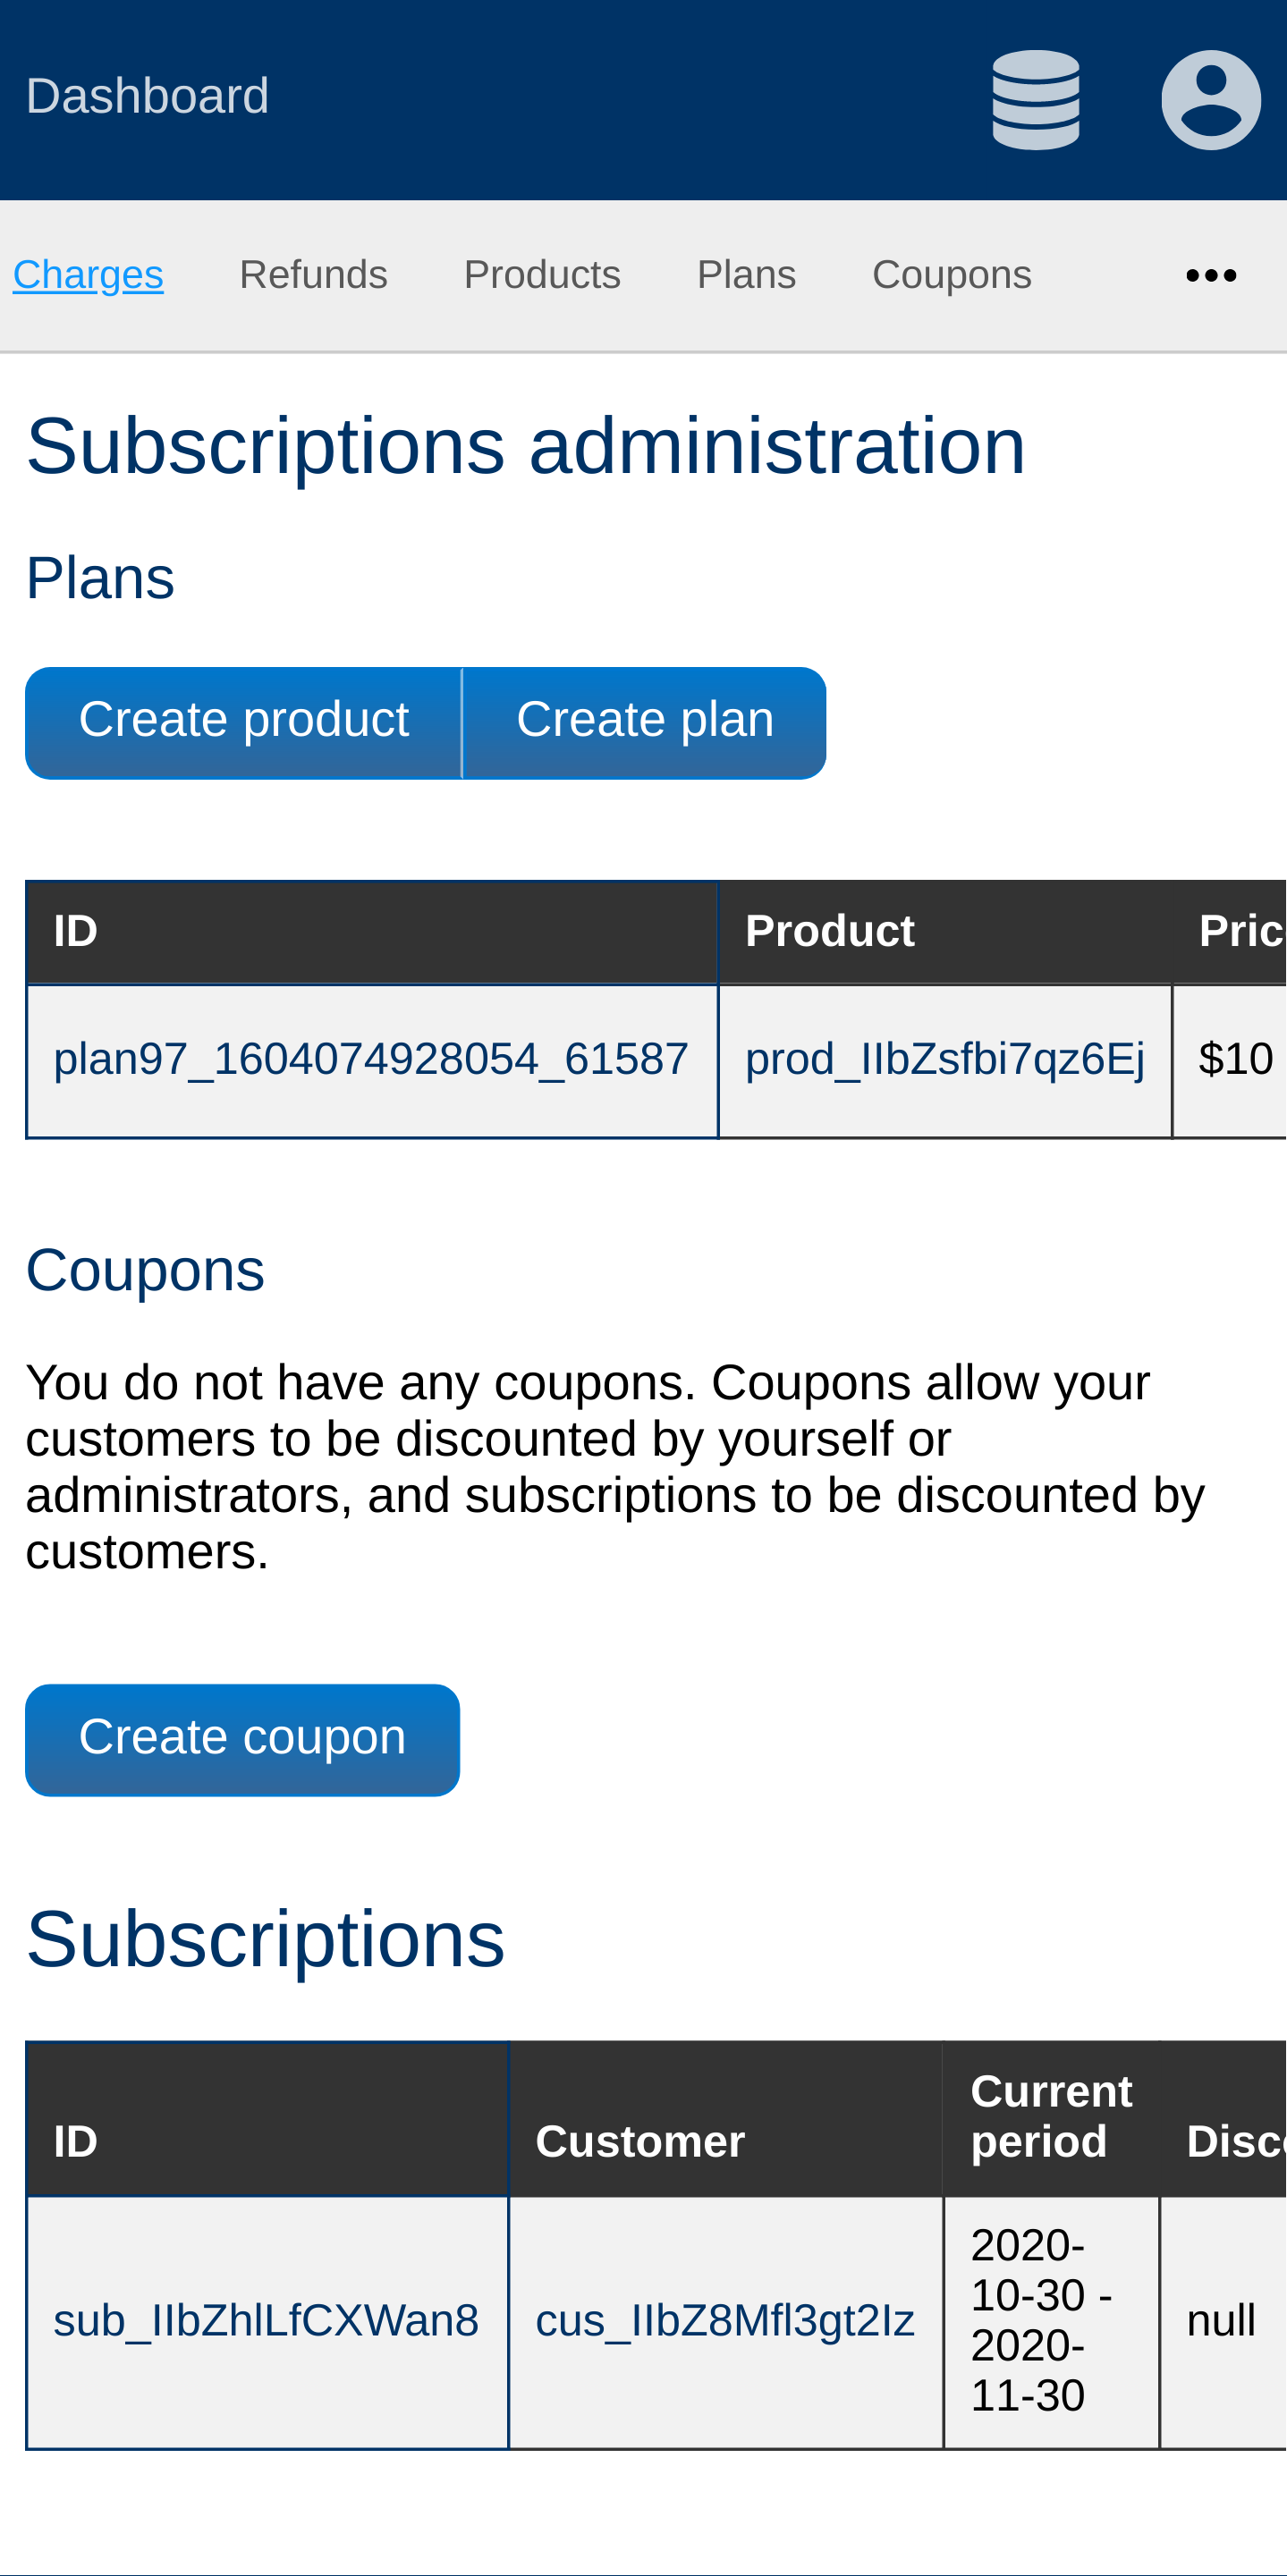 Dashboard
Charges Refunds Products Plans Coupons •••
Subscriptions administration
Plans
Create product Create plan
ID Product Pric
plan97_1604074928054_61587 prod_IIbZsfbi7qz6Ej $10
Coupons
You do not have any coupons. Coupons allow your
customers to be discounted by yourself or
administrators, and subscriptions to be discounted by
customers.
Create coupon
Subscriptions
ID Customer Current period Disc
sub_IIbZhlLfCXWan8 cus_IIbZ8Mfl3gt2Iz 2020-
10-30 -
2020-
11-30 null